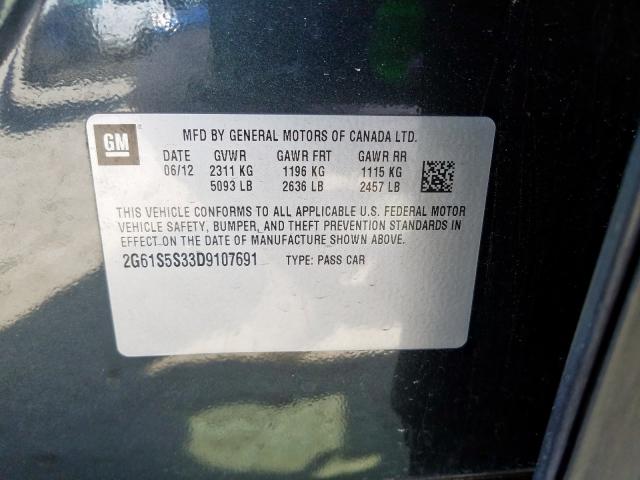 GM
MFD BY GENERAL MOTORS OF CANADA LTD.
DATE GVWR GAWR FRT GAWR RR
06/12 2311 KG 1196 KG 1115 KG
5093 LB 2636 LB 2457 LB
THIS VEHICLE CONFORMS TO ALL APPLICABLE U.S. FEDERAL MOTOR
VEHICLE SAFETY, BUMPER, AND THEFT PREVENTION STANDARDS IN
EFFECT ON THE DATE OF MANUFACTURE SHOWN ABOVE.
2G61S5S33D9107691 TYPE: PASS CAR